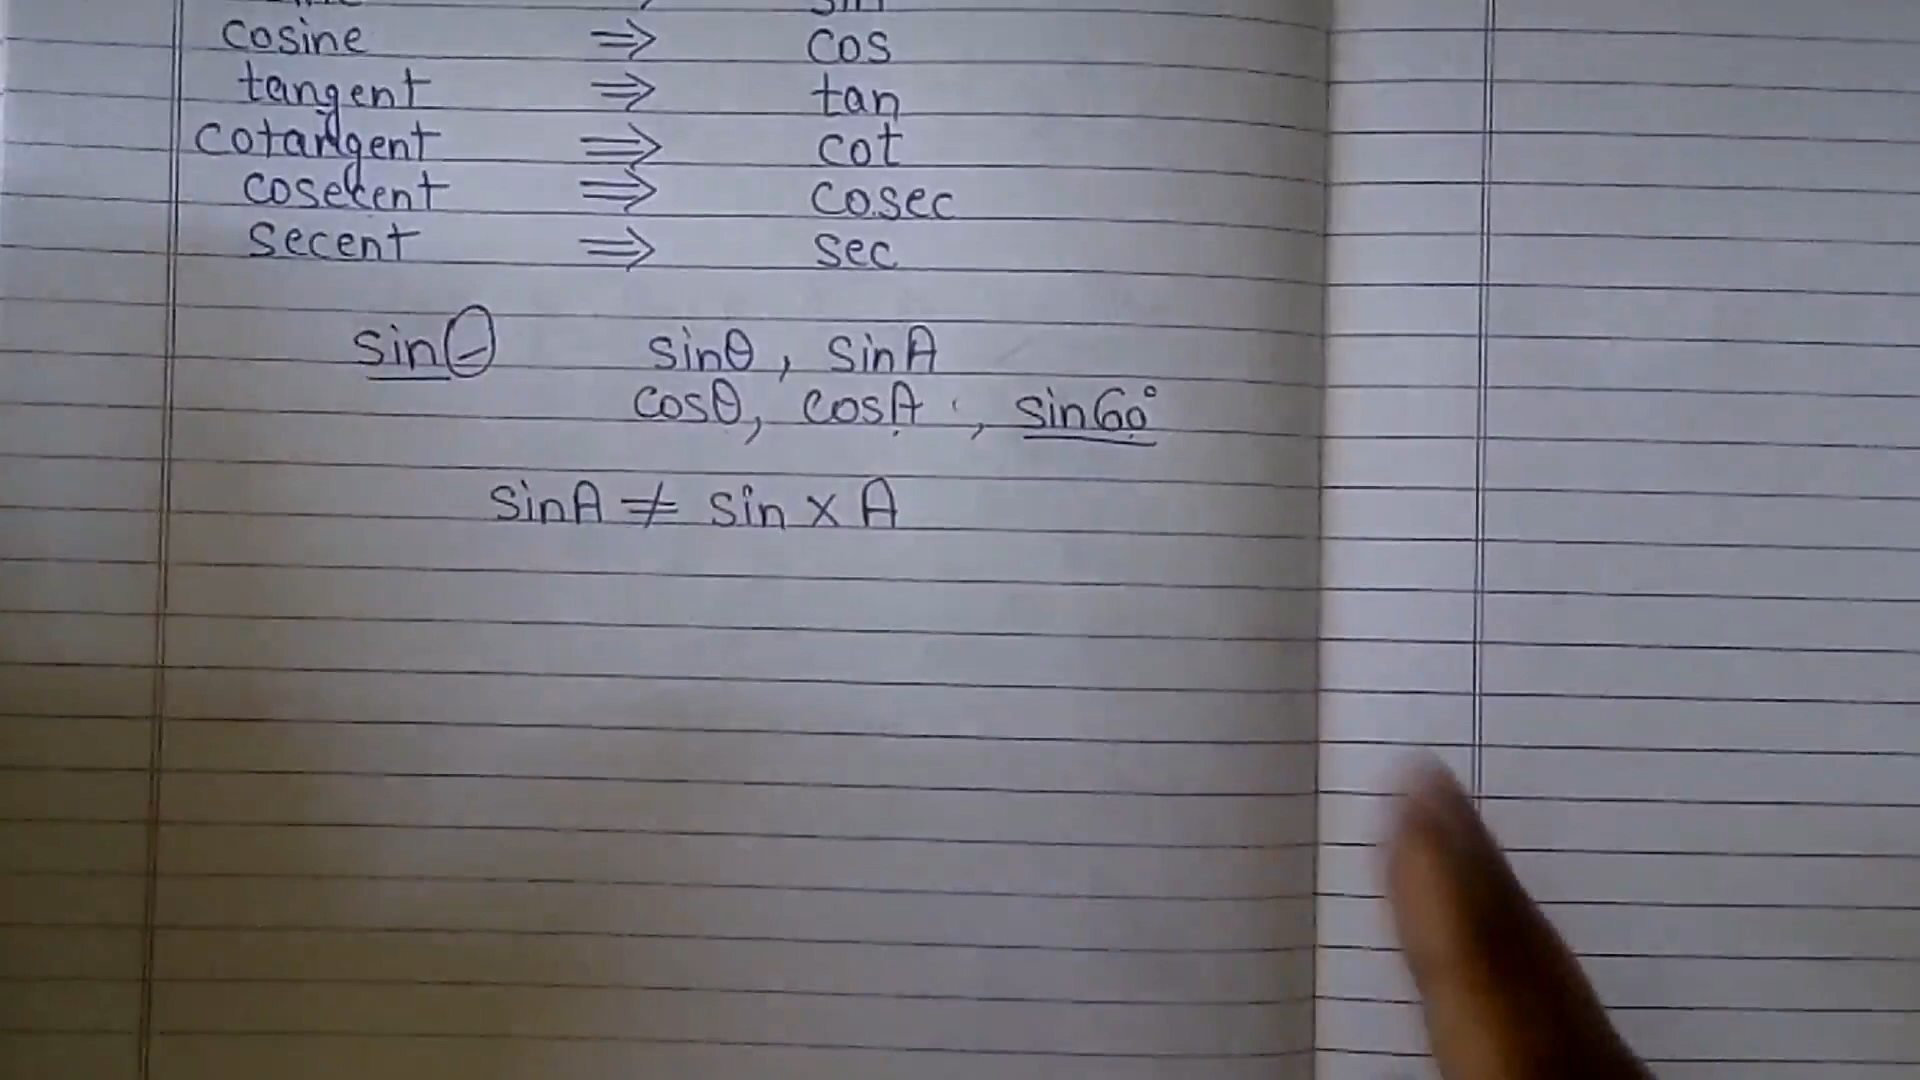 cosine ⇒ cos
tangent ⇒ tan
cotangent ⇒ cot
cosecent ⇒ cosec
secent ⇒ sec
sinθ sinθ, sinA
cosθ, cosA, sin60°
sinA ≠ sin × A